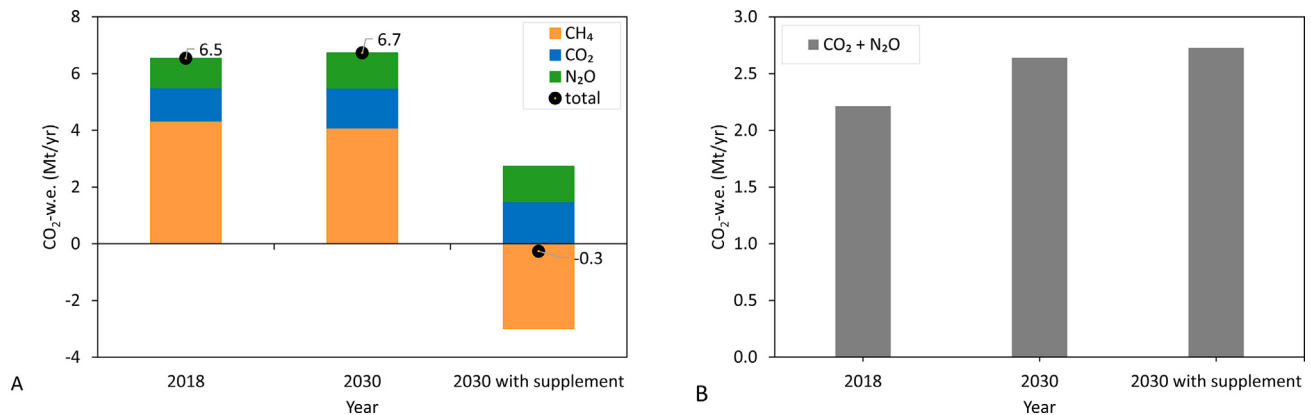 8
6
4
2
0
-2
-4
CO₂-w.e. (Mt/yr)
6.5
6.7
-0.3
CH₄
CO₂
N₂O
total
2018
2030
2030 with supplement
Year
A
3.0
2.5
2.0
1.5
1.0
0.5
0.0
CO₂-w.e. (Mt/yr)
CO₂ + N₂O
2018
2030
2030 with supplement
Year
B